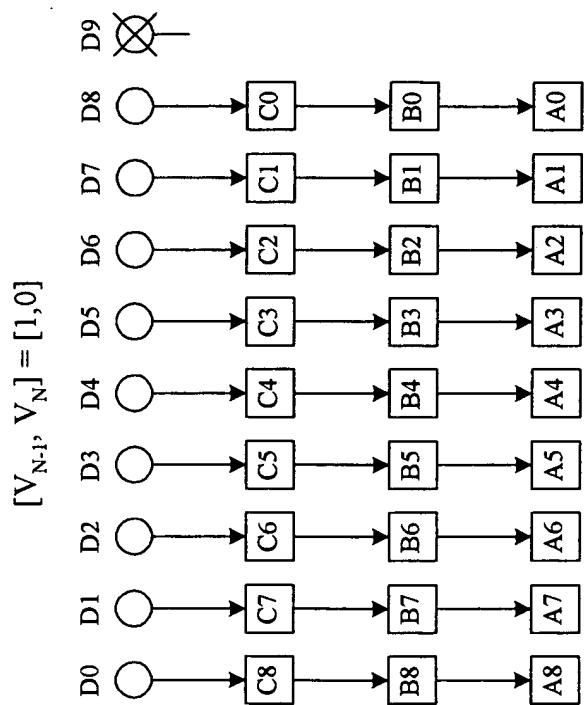 [V_{N-1}, V_N] = [1,0]
D0 D1 D2 D3 D4 D5 D6 D7 D8 D9
C8 C7 C6 C5 C4 C3 C2 C1 C0
B8 B7 B6 B5 B4 B3 B2 B1 B0
A8 A7 A6 A5 A4 A3 A2 A1 A0